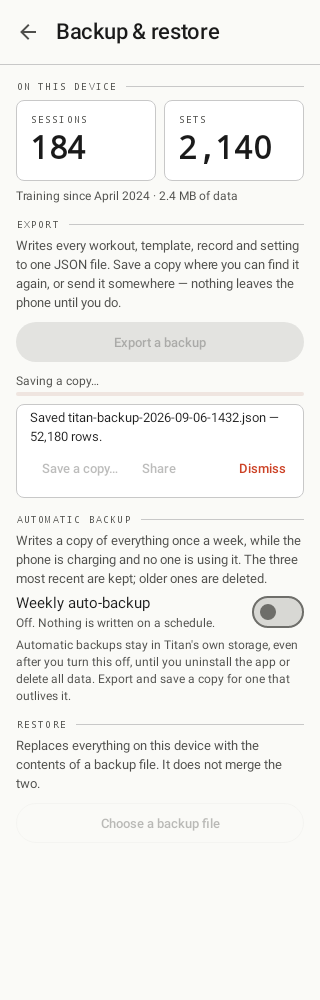 Backup & restore
ON THIS DEVICE
SESSIONS
184
SETS
2,140
Training since April 2024 · 2.4 MB of data
EXPORT
Writes every workout, template, record and setting
to one JSON file. Save a copy where you can find it
again, or send it somewhere — nothing leaves the
phone until you do.
Export a backup
Saving a copy…
Saved titan-backup-2026-09-06-1432.json —
52,180 rows.
Save a copy…
Share
Dismiss
AUTOMATIC BACKUP
Writes a copy of everything once a week, while the
phone is charging and no one is using it. The three
most recent are kept; older ones are deleted.
Weekly auto-backup
Off. Nothing is written on a schedule.
Automatic backups stay in Titan's own storage, even
after you turn this off, until you uninstall the app or
delete all data. Export and save a copy for one that
outlives it.
RESTORE
Replaces everything on this device with the
contents of a backup file. It does not merge the
two.
Choose a backup file